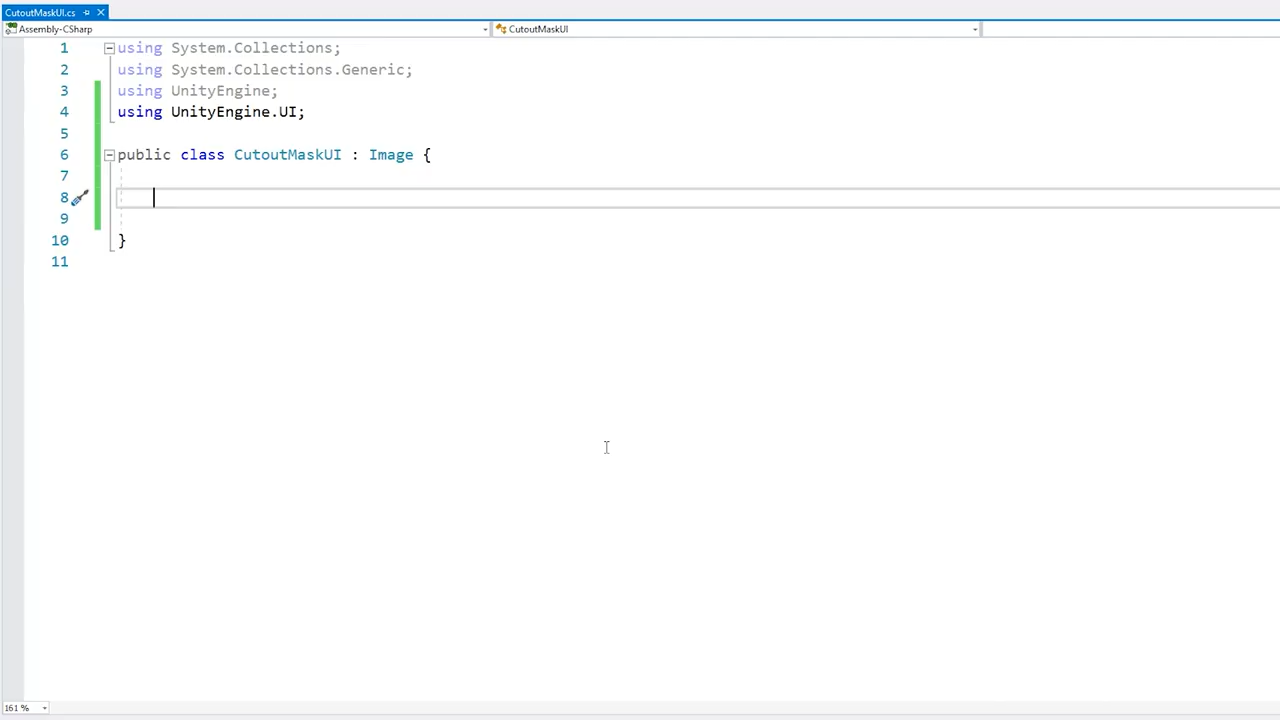 CutoutMaskUI.cs
Assembly-CSharp CutoutMaskUI
1 using System.Collections;
2 using System.Collections.Generic;
3 using UnityEngine;
4 using UnityEngine.UI;
5
6 public class CutoutMaskUI : Image {
7
8
9
10 }
11
161 %